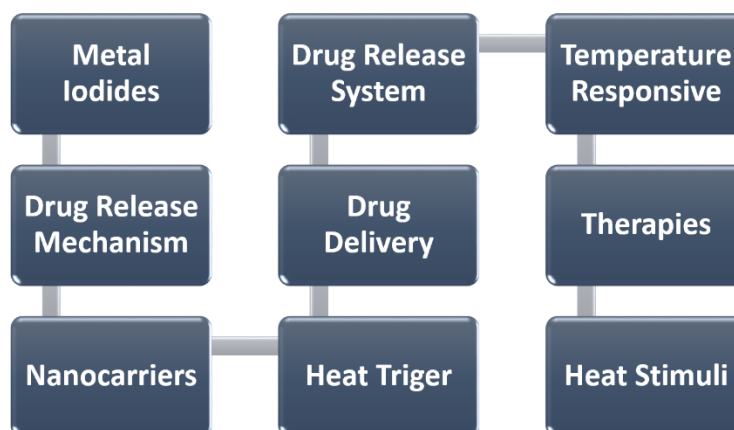 Metal
Iodides
Drug Release
Mechanism
Nanocarriers
Heat Triger
Drug
Delivery
Drug Release
System
Temperature
Responsive
Therapies
Heat Stimuli